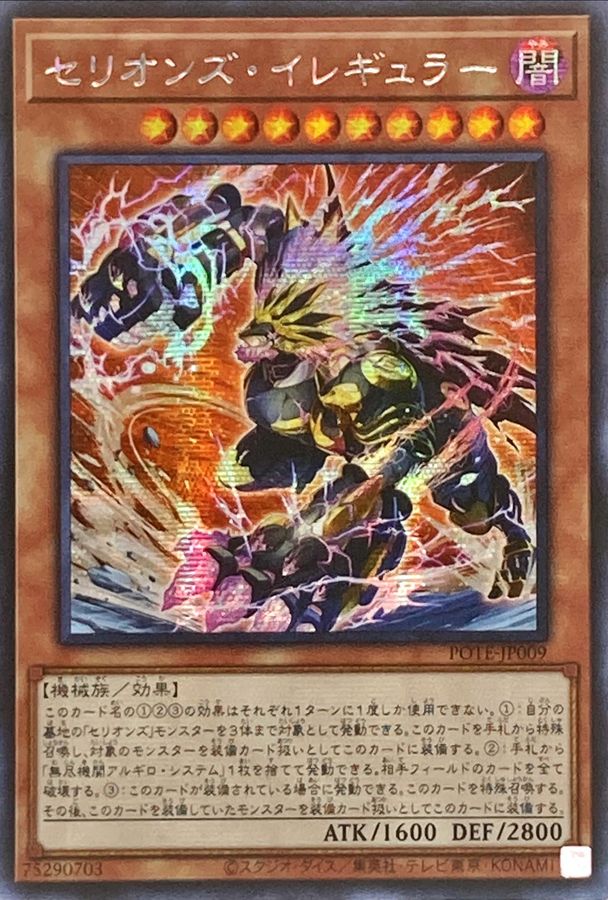 セリオンズ・イレギュラー
闇
POTE-JP009
【機械族／効果】
このカード名の①②③の効果はそれぞれ1ターンに1度しか使用できない。①：自分の
墓地の「セリオンズ」モンスターを3体まで対象として発動できる。このカードを手札から特殊
召喚し、対象のモンスターを装備カード扱いとしてこのカードに装備する。②：手札から
「無尽機関アルギロ・システム」1枚を捨てて発動できる。相手フィールドのカードを全て
破壊する。③：このカードが装備されている場合に発動できる。このカードを特殊召喚する。
その後、このカードを装備していたモンスターを装備カード扱いとしてこのカードに装備する。
ATK/1600 DEF/2800
75290703
©スタジオ・ダイス／集英社・テレビ東京・KONAMI